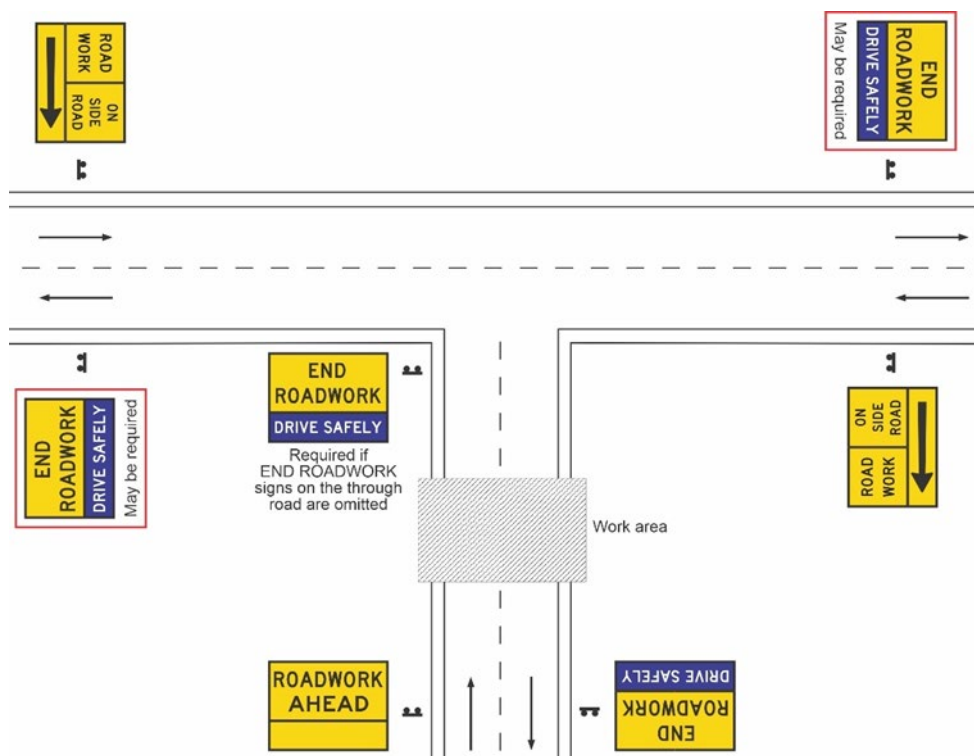 ROAD
WORK
ON
SIDE
ROAD
END
ROADWORK
DRIVE SAFELY
May be required
END
ROADWORK
DRIVE SAFELY
Required if
END ROADWORK
signs on the through
road are omitted
END
ROADWORK
DRIVE SAFELY
May be required
ON
SIDE
ROAD
ROAD
WORK
Work area
ROADWORK
AHEAD
END
ROADWORK
DRIVE SAFELY